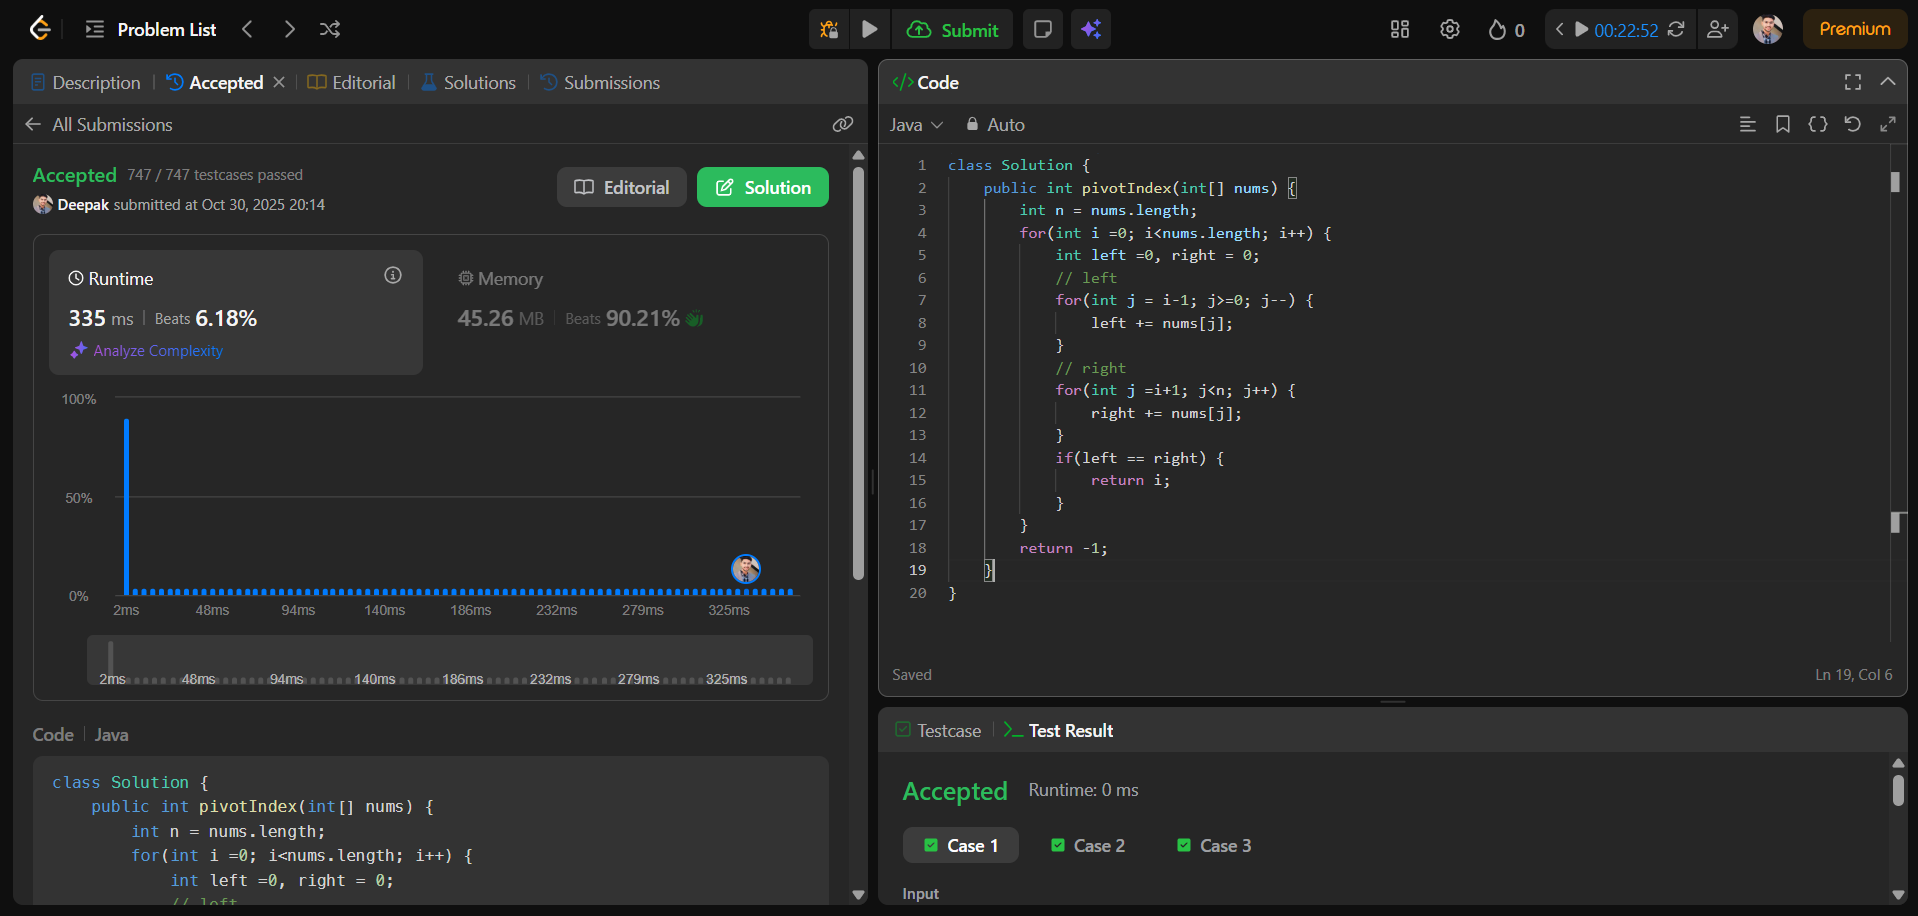 Problem List
Submit
0
00:22:52
Premium
Description
Accepted
Editorial
Solutions
Submissions
All Submissions
Accepted 747 / 747 testcases passed
Deepak submitted at Oct 30, 2025 20:14
Editorial
Solution
Runtime
335 ms | Beats 6.18%
Analyze Complexity
Memory
45.26 MB | Beats 90.21%
100%
50%
0%
2ms 48ms 94ms 140ms 186ms 232ms 279ms 325ms
2ms 48ms 94ms 140ms 186ms 232ms 279ms 325ms
Code | Java
class Solution {
    public int pivotIndex(int[] nums) {
        int n = nums.length;
        for(int i =0; i<nums.length; i++) {
            int left =0, right = 0;
            // left
</> Code
Java
Auto
1 class Solution {
2     public int pivotIndex(int[] nums) {
3         int n = nums.length;
4         for(int i =0; i<nums.length; i++) {
5             int left =0, right = 0;
6             // left
7             for(int j = i-1; j>=0; j--) {
8                 left += nums[j];
9             }
10             // right
11             for(int j =i+1; j<n; j++) {
12                 right += nums[j];
13             }
14             if(left == right) {
15                 return i;
16             }
17         }
18         return -1;
19     }
20 }
Saved
Ln 19, Col 6
Testcase
Test Result
Accepted
Runtime: 0 ms
Case 1
Case 2
Case 3
Input